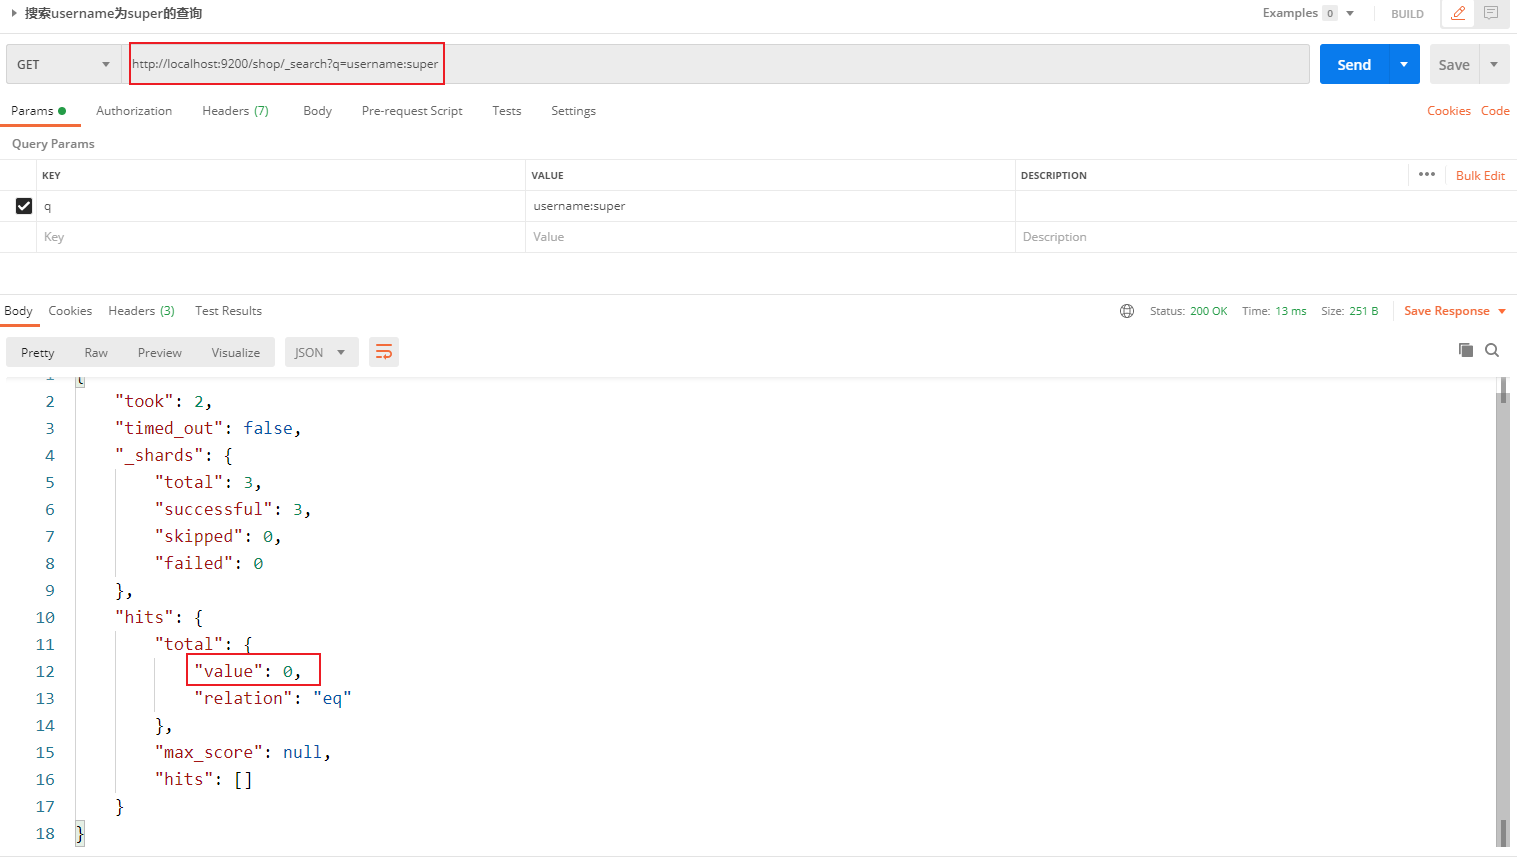 搜索username为super的查询 Examples 0 BUILD
GET http://localhost:9200/shop/_search?q=username:super Send Save
Params Authorization Headers (7) Body Pre-request Script Tests Settings Cookies Code
Query Params
KEY VALUE DESCRIPTION ••• Bulk Edit
q username:super
Key Value Description
Body Cookies Headers (3) Test Results Status: 200 OK Time: 13 ms Size: 251 B Save Response
Pretty Raw Preview Visualize JSON
1 {
2 "took": 2,
3 "timed_out": false,
4 "_shards": {
5 "total": 3,
6 "successful": 3,
7 "skipped": 0,
8 "failed": 0
9 },
10 "hits": {
11 "total": {
12 "value": 0,
13 "relation": "eq"
14 },
15 "max_score": null,
16 "hits": []
17 }
18 }